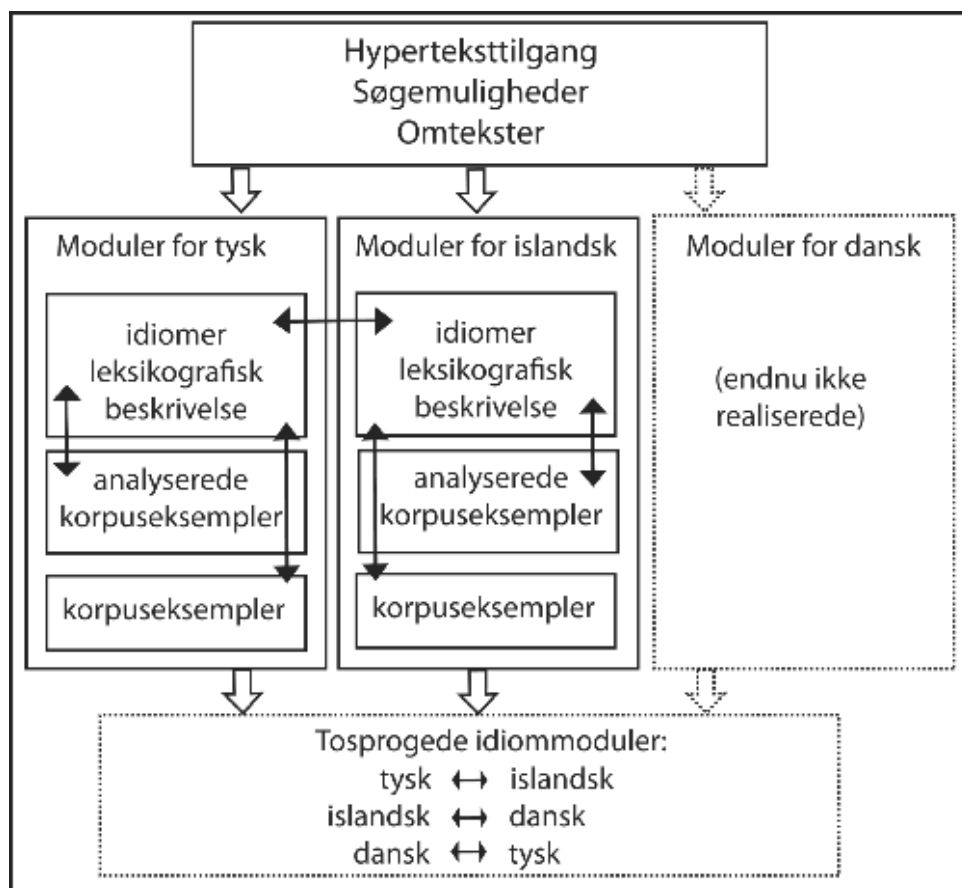 Hyperteksttilgang
Søgemuligheder
Omtekster
Moduler for tysk
idiomer
leksikografisk
beskrivelse
analyserede
korpuseksempler
korpuseksempler
Moduler for islandsk
idiomer
leksikografisk
beskrivelse
analyserede
korpuseksempler
korpuseksempler
Moduler for dansk
(endnu ikke
realiserede)
Tosprogede idiommoduler:
tysk ↔ islandsk
islandsk ↔ dansk
dansk ↔ tysk